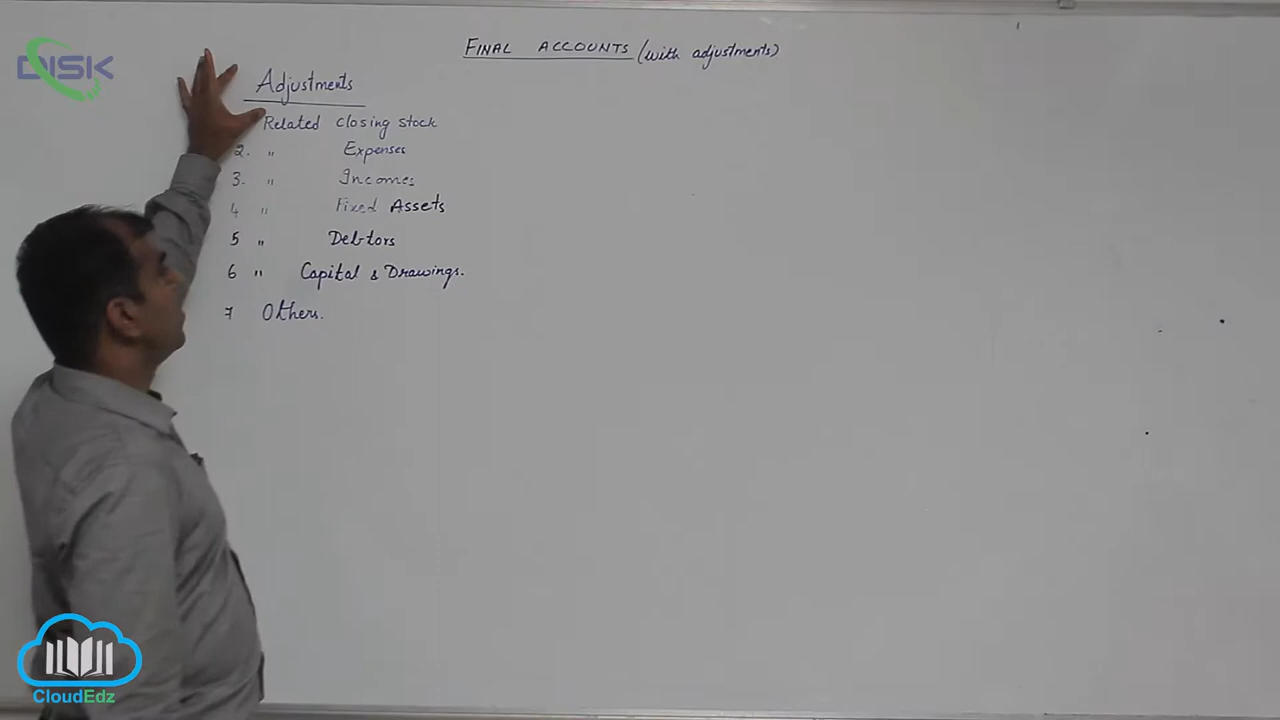 FINAL ACCOUNTS (with adjustments)
DISK
Adjustments
Related closing stock
2. " Expenses
3. " Incomes
4 " Fixed Assets
5 " Debtors
6 " Capital & Drawings.
7 Others.
CloudEdz